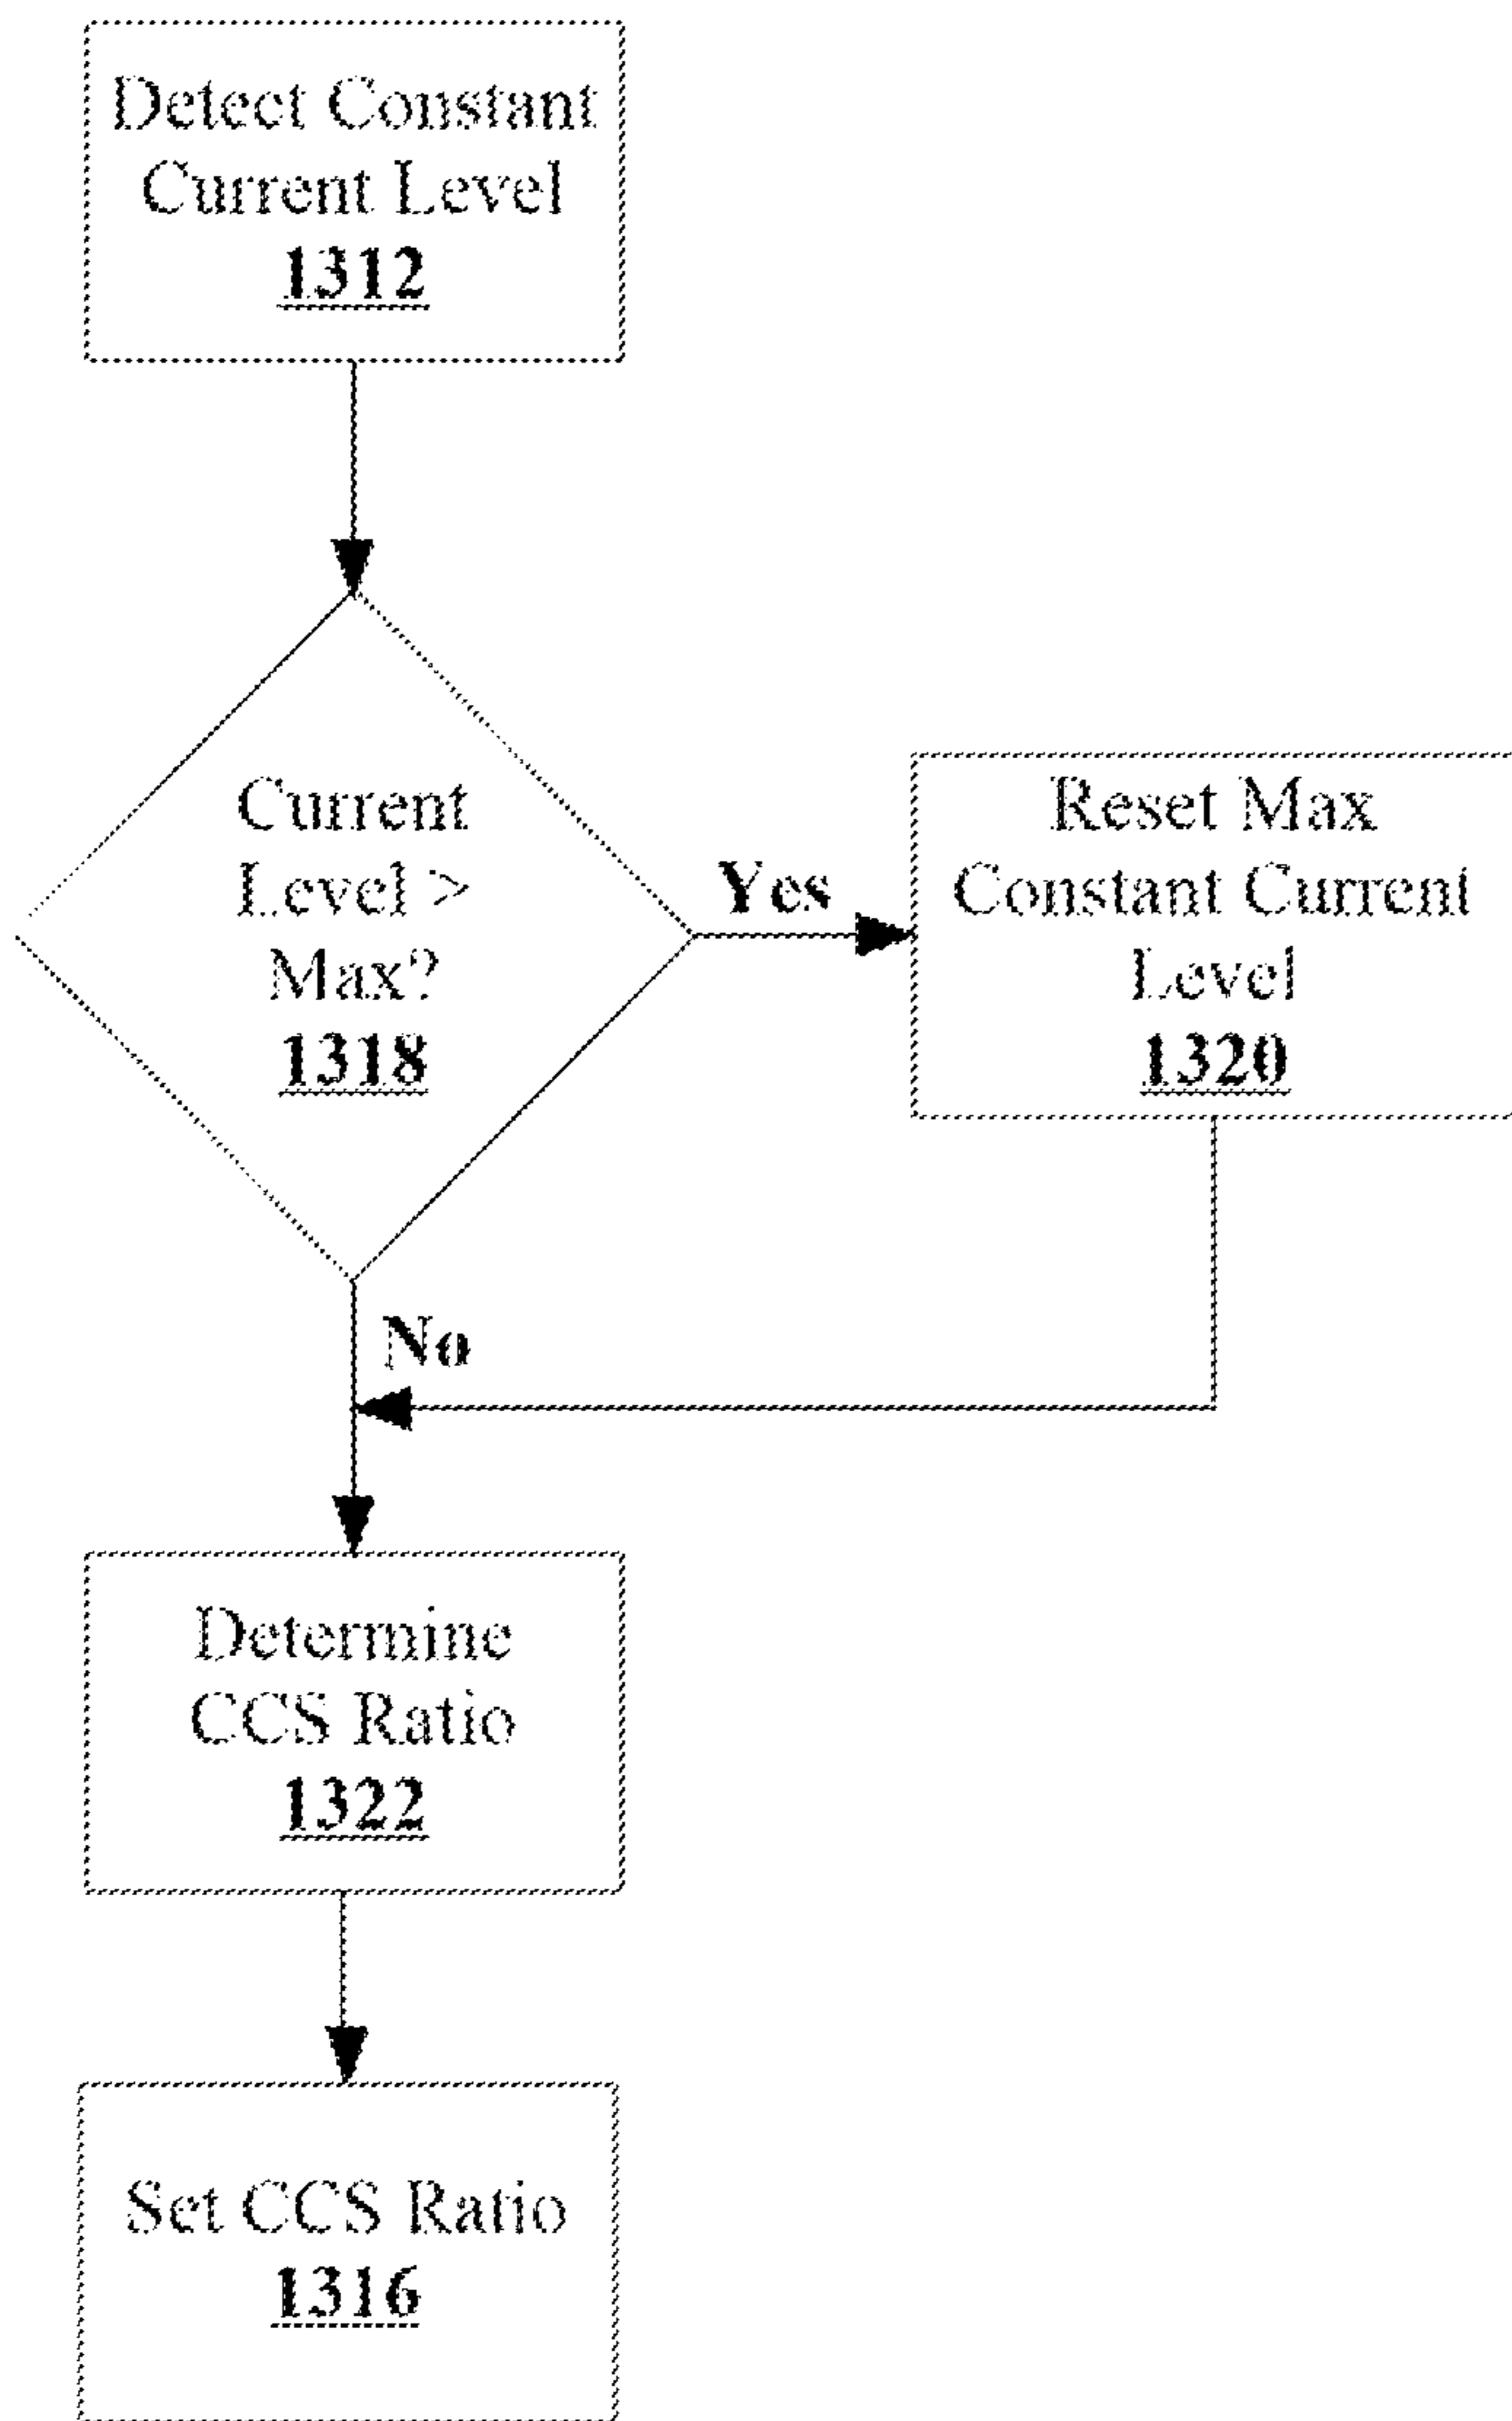 Detect Constant
Current Level
1312
Current
Level >
Max?
1318
Yes
Reset Max
Constant Current
Level
1320
No
Determine
CCS Ratio
1322
Set CCS Ratio
1316